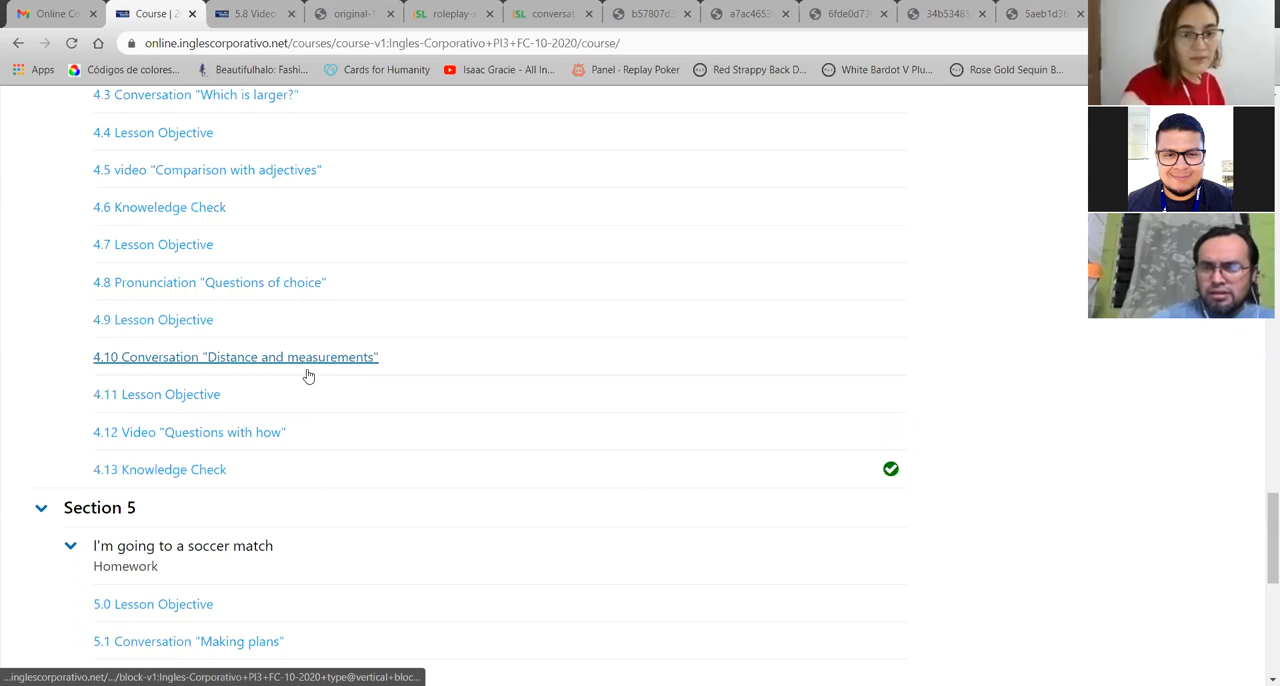 Online Co
Course | 2
5.8 Video
original-1
roleplay-s
conversat
b57807d3
a7ac4653
6fde0d73
34b53485
5aeb1d36
online.inglescorporativo.net/courses/course-v1:Ingles-Corporativo+PI3+FC-10-2020/course/
Apps
Códigos de colores...
Beautifulhalo: Fashi...
Cards for Humanity
Isaac Gracie - All In...
Panel · Replay Poker
Red Strappy Back D...
White Bardot V Plu...
Rose Gold Sequin B...
4.3 Conversation "Which is larger?"
4.4 Lesson Objective
4.5 video "Comparison with adjectives"
4.6 Knoweledge Check
4.7 Lesson Objective
4.8 Pronunciation "Questions of choice"
4.9 Lesson Objective
4.10 Conversation "Distance and measurements"
4.11 Lesson Objective
4.12 Video "Questions with how"
4.13 Knowledge Check
Section 5
I'm going to a soccer match
Homework
5.0 Lesson Objective
5.1 Conversation "Making plans"
...inglescorporativo.net/.../block-v1:Ingles-Corporativo+PI3+FC-10-2020+type@vertical+bloc...